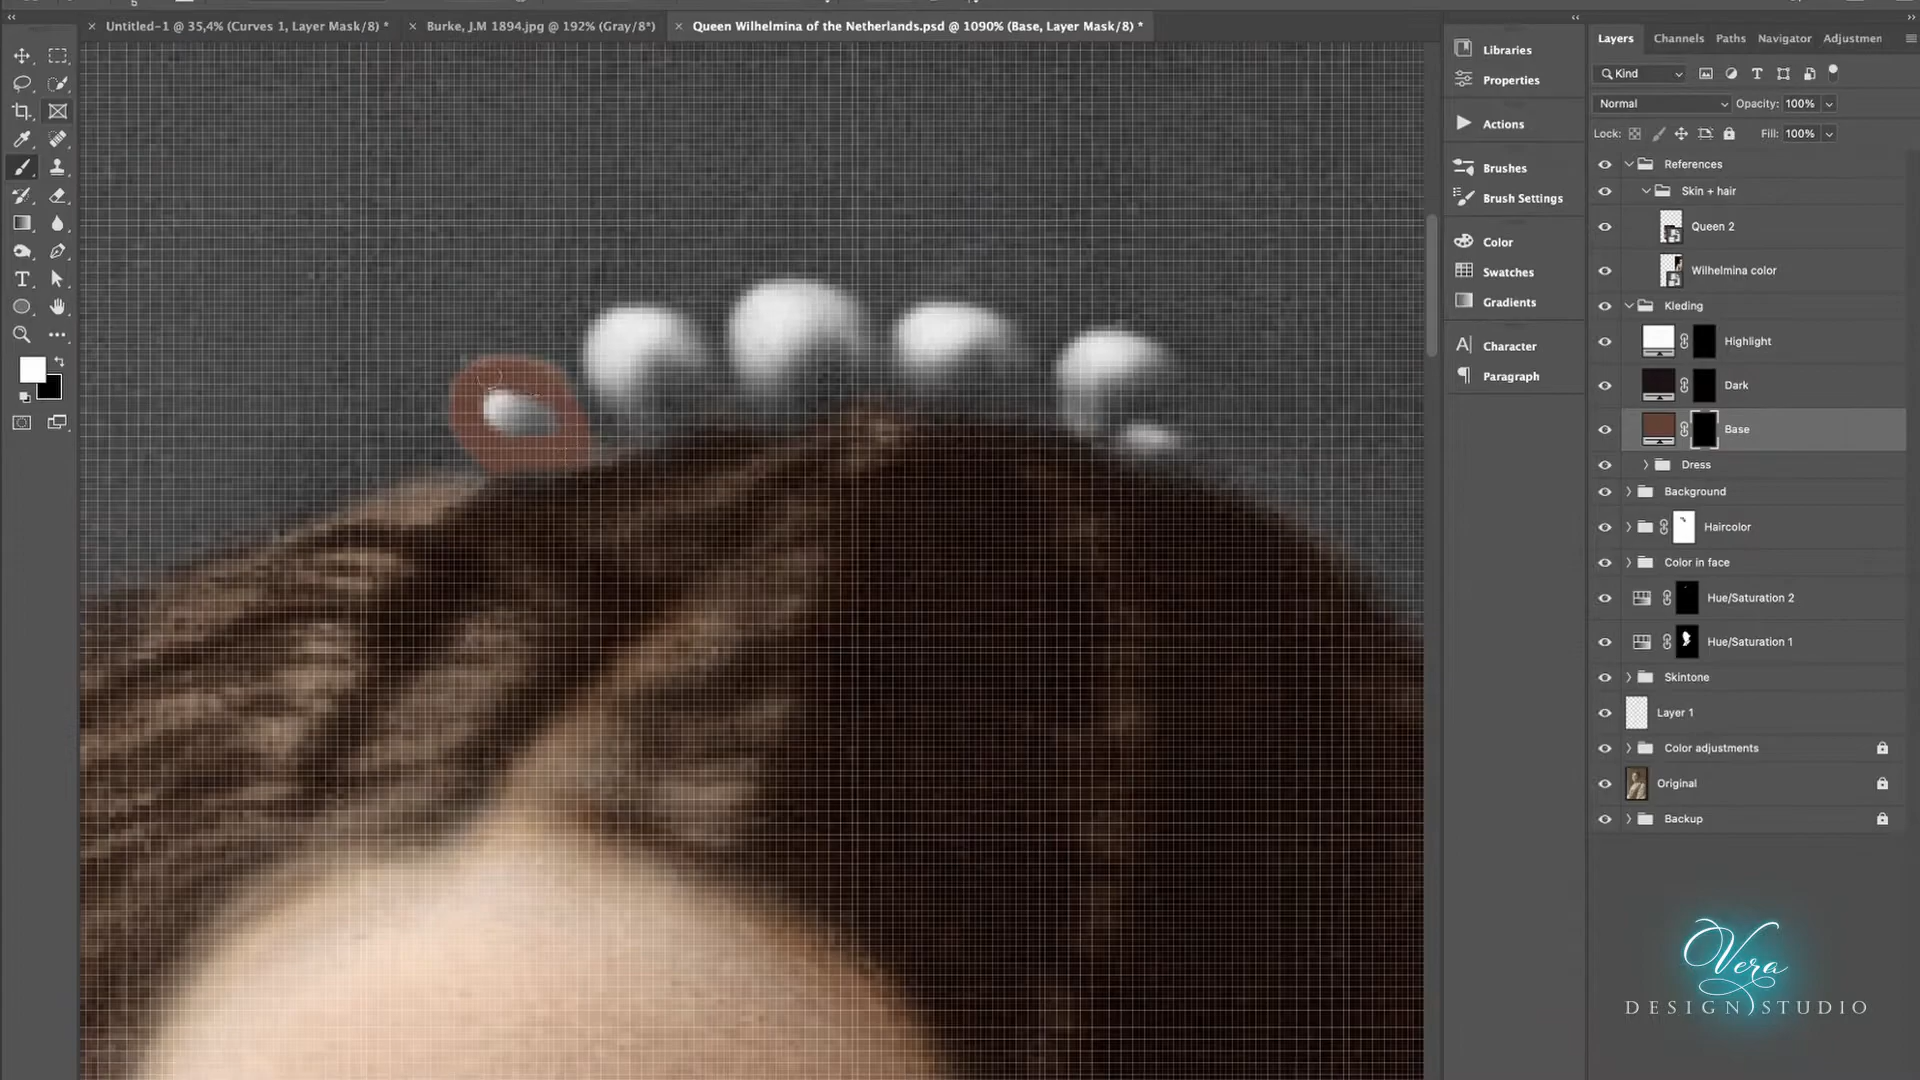 Untitled-1 @ 35,4% (Curves 1, Layer Mask/8) *
Burke, J.M 1894.jpg @ 192% (Gray/8*)
Queen Wilhelmina of the Netherlands.psd @ 1090% (Base, Layer Mask/8) *
Libraries
Properties
Actions
Brushes
Brush Settings
Color
Swatches
Gradients
Character
Paragraph
Layers
Channels
Paths
Navigator
Adjustmen
Kind
Normal
Opacity: 100%
Lock:
Fill: 100%
References
Skin + hair
Queen 2
Wilhelmina color
Kleding
Highlight
Dark
Base
Dress
Background
Haircolor
Color in face
Hue/Saturation 2
Hue/Saturation 1
Skintone
Layer 1
Color adjustments
Original
Backup
Vera
DESIGN STUDIO